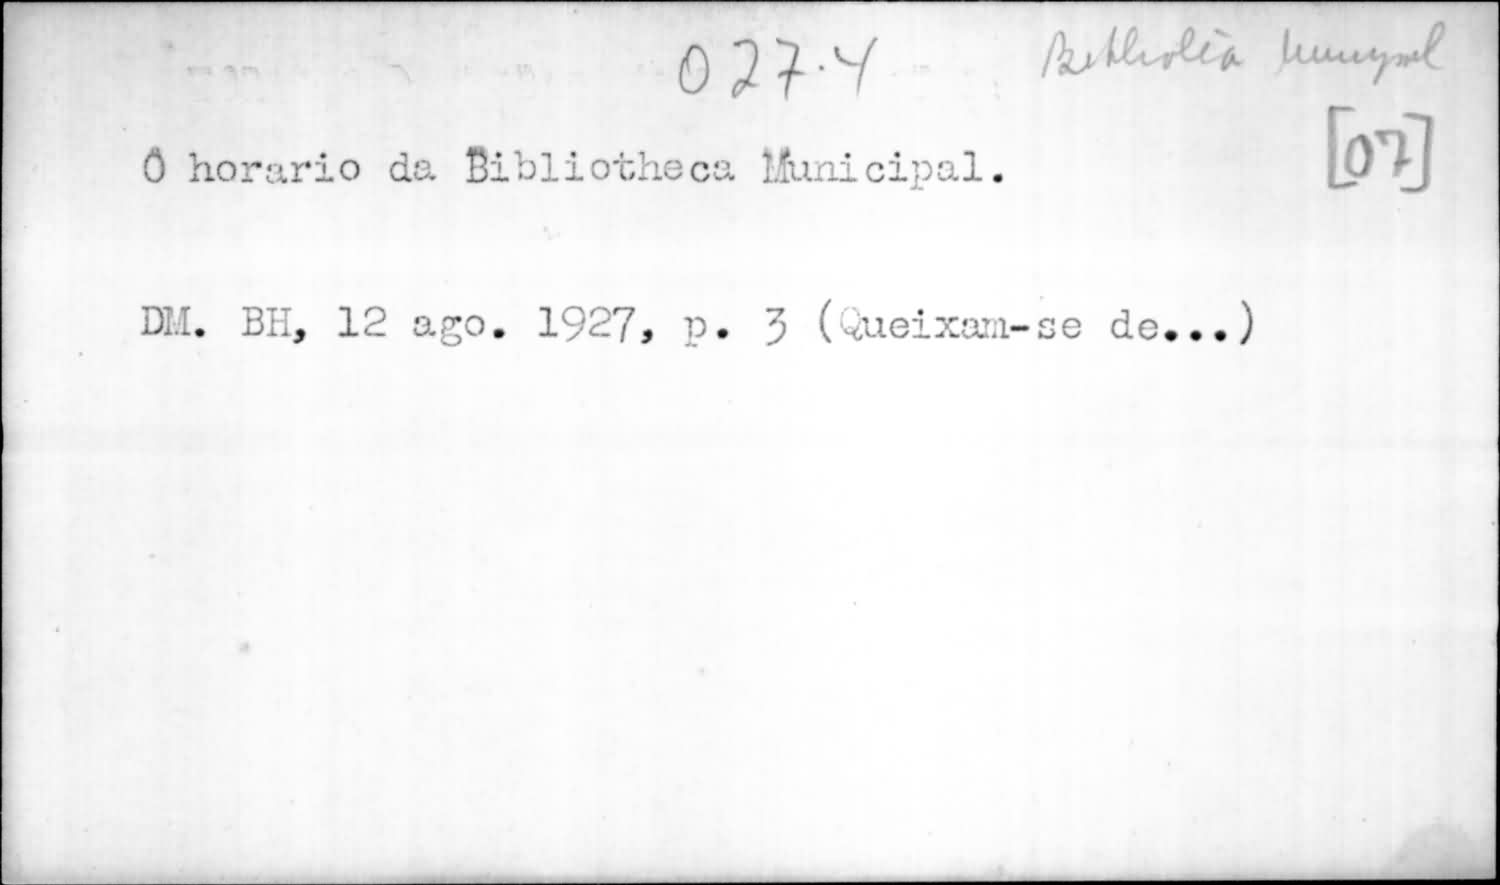 027.4
Biblioteca Municipal
[07]
O horario da Bibliotheca Municipal.
DM. BH, 12 ago. 1927, p. 3 (Queixam-se de...)